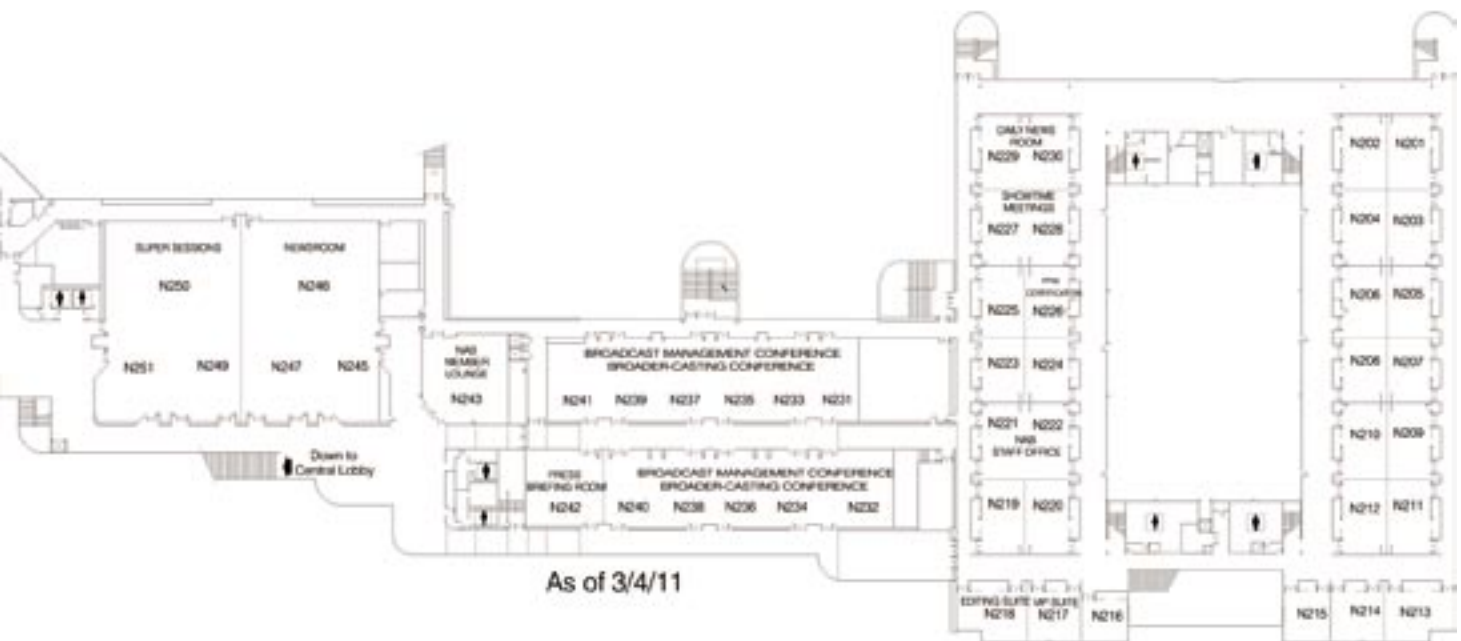 SUPER SESSIONS
N250
N251 N249
NEWSROOM
N246
N247 N245
Down to
Central Lobby
NAB
MEMBER
LOUNGE
N243
BROADCAST MANAGEMENT CONFERENCE
BROADER-CASTING CONFERENCE
N241 N239 N237 N235 N233 N231
PRESS
BRIEFING ROOM
N242
BROADCAST MANAGEMENT CONFERENCE
BROADER-CASTING CONFERENCE
N240 N238 N236 N234 N232
As of 3/4/11
DAILY NEWS
ROOM
N229 N230
SHOWTIME
MEETINGS
N227 N228
N225 N226
N223 N224
N221 N222
NAB
STAFF OFFICE
N219 N220
EDITING SUITE
N218
VIP SUITE
N217
N216
N202 N201
N204 N203
N206 N205
N208 N207
N210 N209
N212 N211
N215 N214 N213